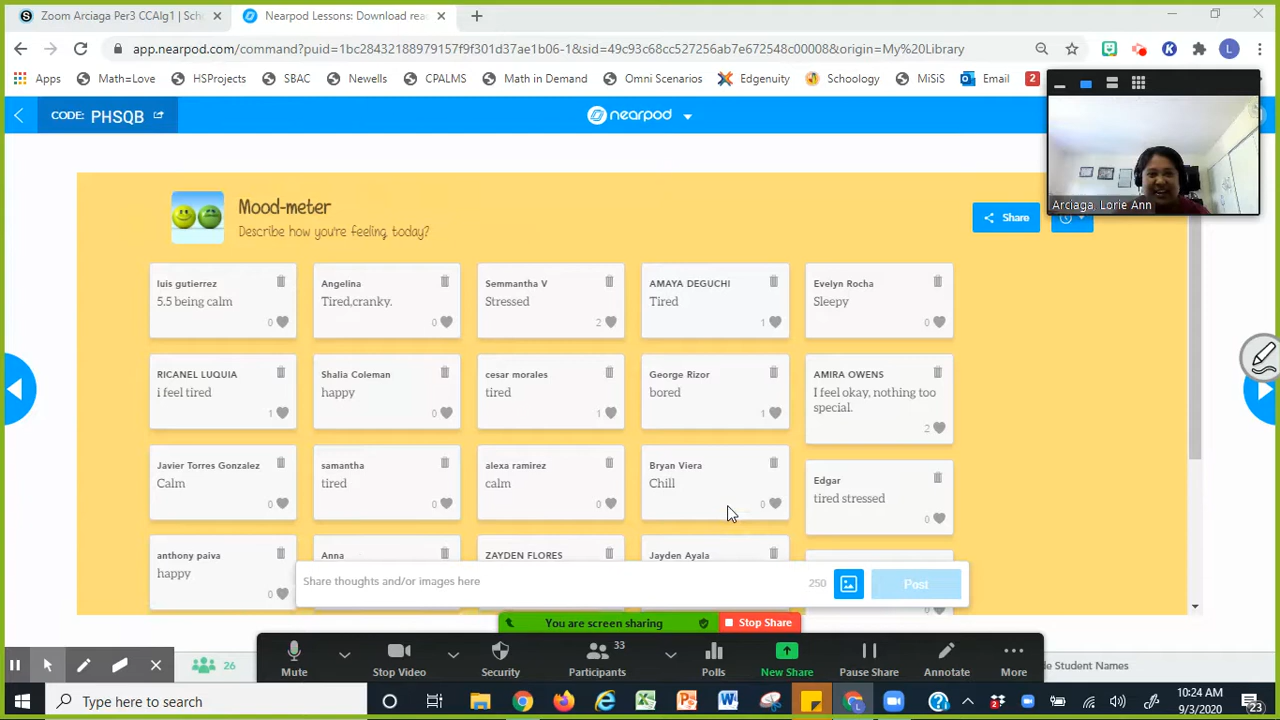 Zoom Arciaga Per3 CCAlg1 | Scho
Nearpod Lessons: Download rea
app.nearpod.com/command?puid=1bc28432188979157f9f301d37ae1b06-1&sid=49c93c68cc527256ab7e672548c00008&origin=My%20Library
Apps Math=Love HSProjects SBAC Newells CPALMS Math in Demand Omni Scenarios Edgenuity Schoology MiSiS Email 2
CODE: PHSQB
nearpod
Arciaga, Lorie Ann
Mood-meter
Describe how you're feeling today?
Share
luis gutierrez
5.5 being calm
0
Angelina
Tired,cranky.
0
Semmantha V
Stressed
2
AMAYA DEGUCHI
Tired
1
Evelyn Rocha
Sleepy
0
RICANEL LUQUIA
i feel tired
1
Shalia Coleman
happy
0
cesar morales
tired
1
George Rizor
bored
1
AMIRA OWENS
I feel okay, nothing too
special.
2
Javier Torres Gonzalez
Calm
0
samantha
tired
0
alexa ramirez
calm
0
Bryan Viera
Chill
0
Edgar
tired stressed
0
anthony paiva
happy
0
Anna
ZAYDEN FLORES
Jayden Ayala
Share thoughts and/or images here
250
Post
You are screen sharing
Stop Share
26
Mute
Stop Video
Security
33
Participants
Polls
New Share
Pause Share
Annotate
More
Student Names
Type here to search
10:24 AM
9/3/2020
23